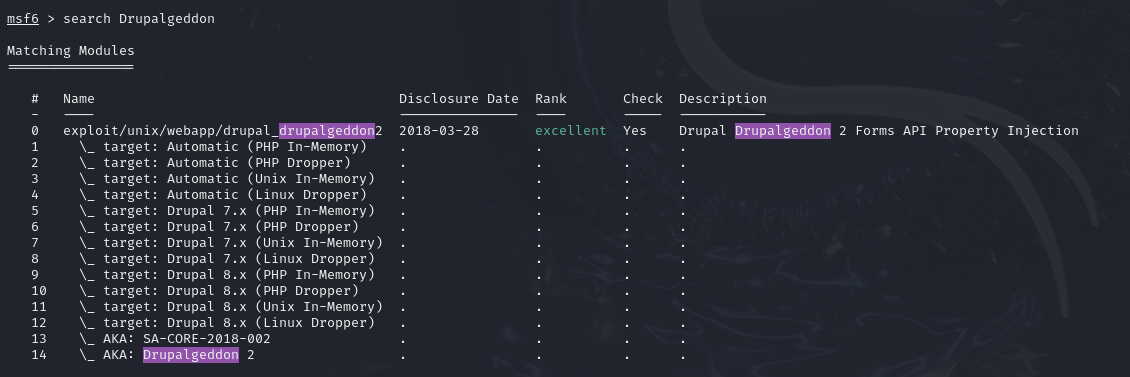 msf6 > search Drupalgeddon
Matching Modules
================
# Name Disclosure Date Rank Check Description
- ---- --------------- ---- ----- -----------
0 exploit/unix/webapp/drupal_drupalgeddon2 2018-03-28 excellent Yes Drupal Drupalgeddon 2 Forms API Property Injection
1 \_ target: Automatic (PHP In-Memory) . . . .
2 \_ target: Automatic (PHP Dropper) . . . .
3 \_ target: Automatic (Unix In-Memory) . . . .
4 \_ target: Automatic (Linux Dropper) . . . .
5 \_ target: Drupal 7.x (PHP In-Memory) . . . .
6 \_ target: Drupal 7.x (PHP Dropper) . . . .
7 \_ target: Drupal 7.x (Unix In-Memory) . . . .
8 \_ target: Drupal 7.x (Linux Dropper) . . . .
9 \_ target: Drupal 8.x (PHP In-Memory) . . . .
10 \_ target: Drupal 8.x (PHP Dropper) . . . .
11 \_ target: Drupal 8.x (Unix In-Memory) . . . .
12 \_ target: Drupal 8.x (Linux Dropper) . . . .
13 \_ AKA: SA-CORE-2018-002 . . . .
14 \_ AKA: Drupalgeddon 2 . . . .